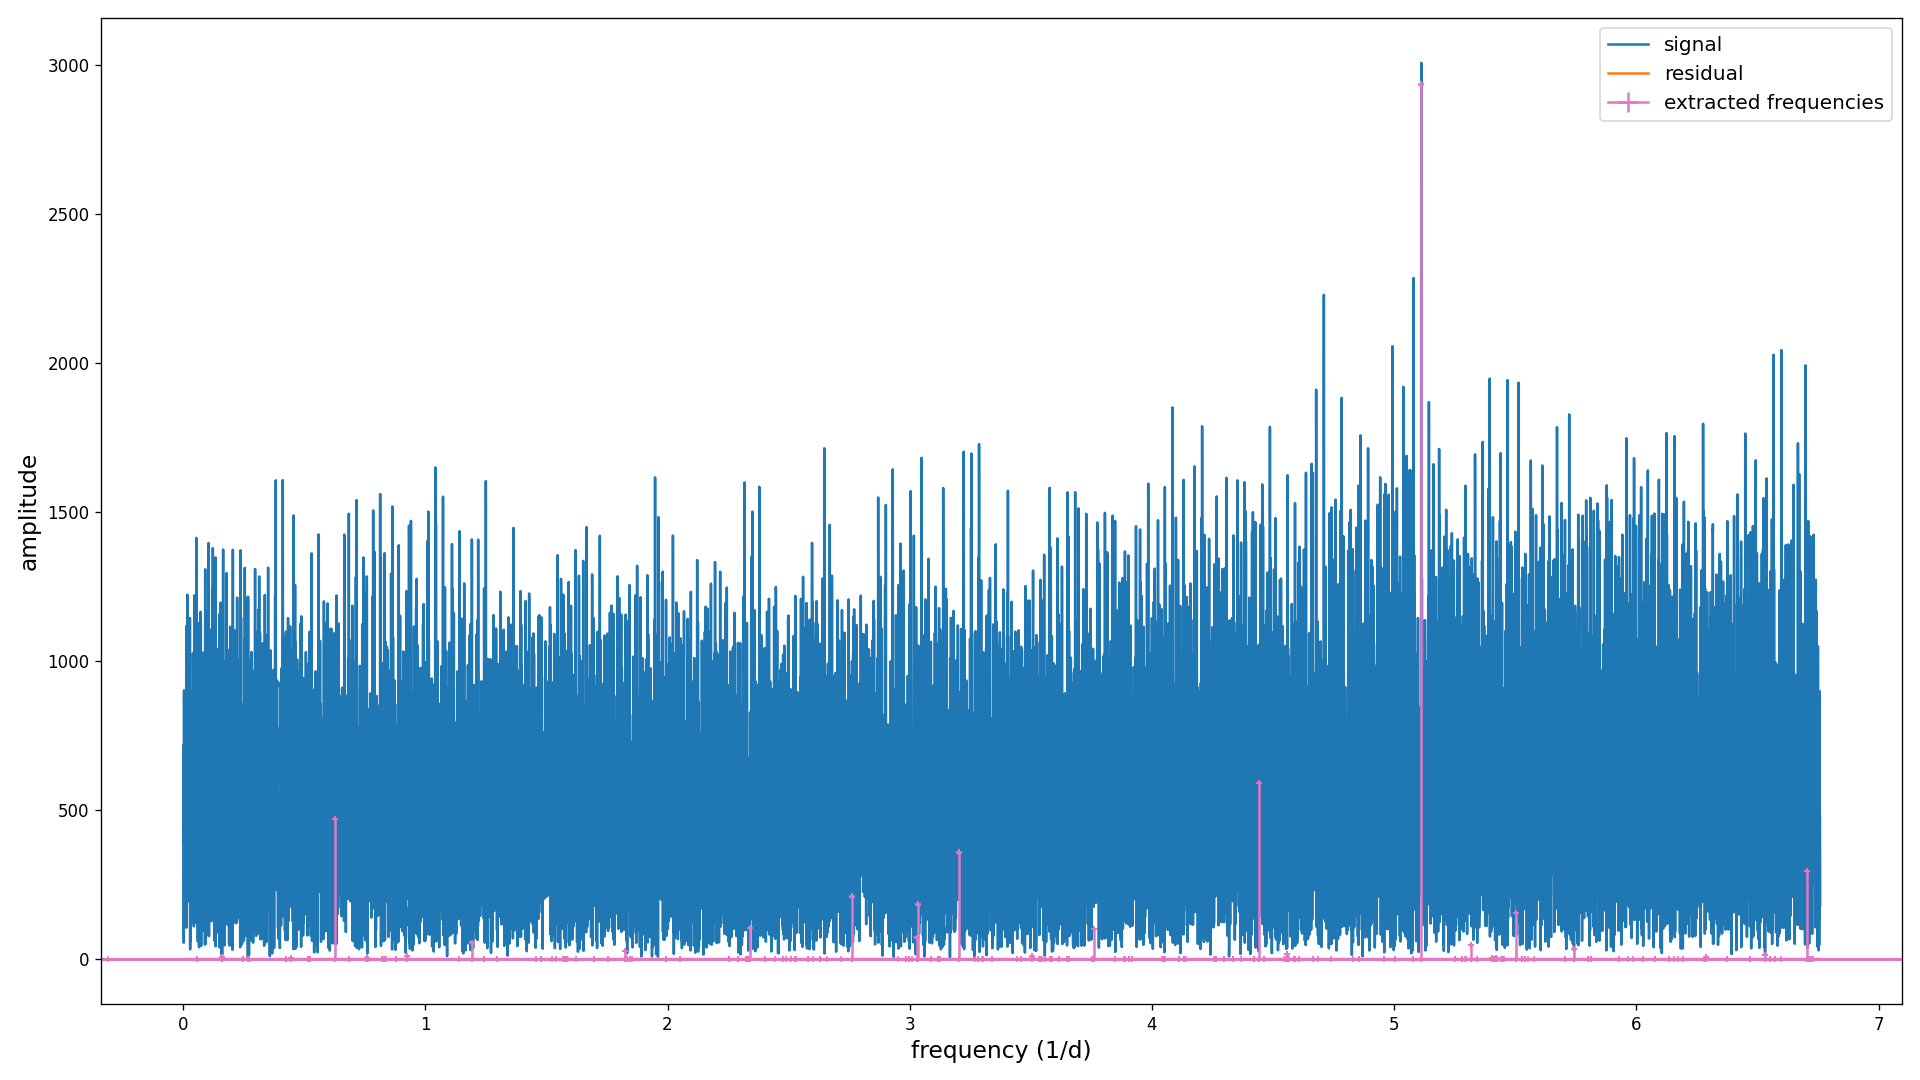 signal
residual
extracted frequencies
3000
2500
2000
1500
1000
500
0
amplitude
0 1 2 3 4 5 6 7
frequency (1/d)